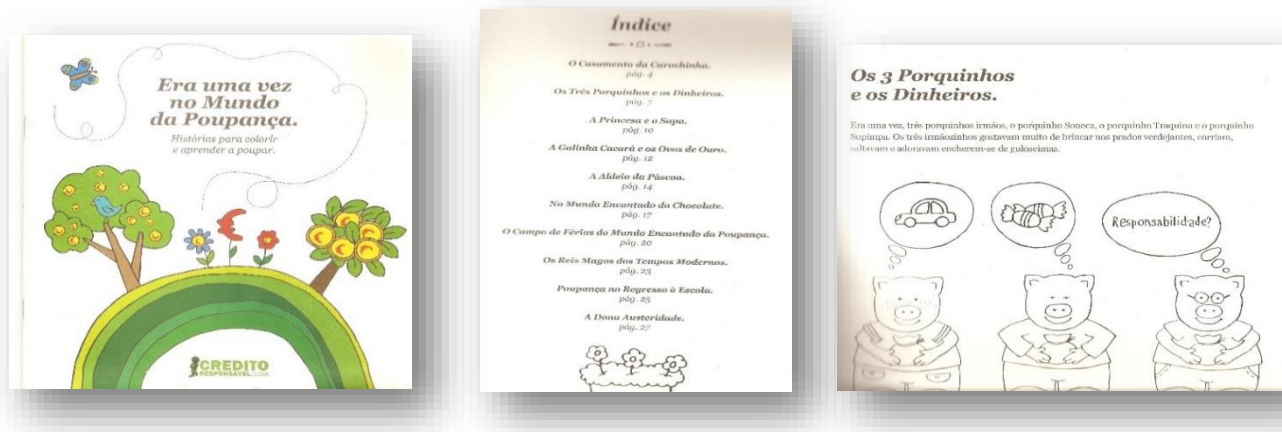 Era uma vez
no Mundo
da Poupança.
Histórias para colorir
e aprender a poupar.
CREDITO
RESPONSAVEL.COM
Índice
O Casamento da Carochinha.
pág. 4
Os Três Porquinhos e os Dinheiros.
pág. 7
A Princesa e o Sapo.
pág. 10
A Galinha Cacará e os Ovos de Ouro.
pág. 12
A Aldeia da Páscoa.
pág. 14
No Mundo Encantado do Chocolate.
pág. 17
O Campo de Férias do Mundo Encantado da Poupança.
pág. 20
Os Reis Magos dos Tempos Modernos.
pág. 23
Poupança no Regresso à Escola.
pág. 25
A Dona Austeridade.
pág. 27
Os 3 Porquinhos
e os Dinheiros.
Era uma vez, três porquinhos irmãos, o porquinho Soneca, o porquinho Traquina e o porquinho
Supimpa. Os três irmãozinhos gostavam muito de brincar nos prados verdejantes, corriam,
saltavam e adoravam encherem-se de guloseimas.
Responsabilidade?